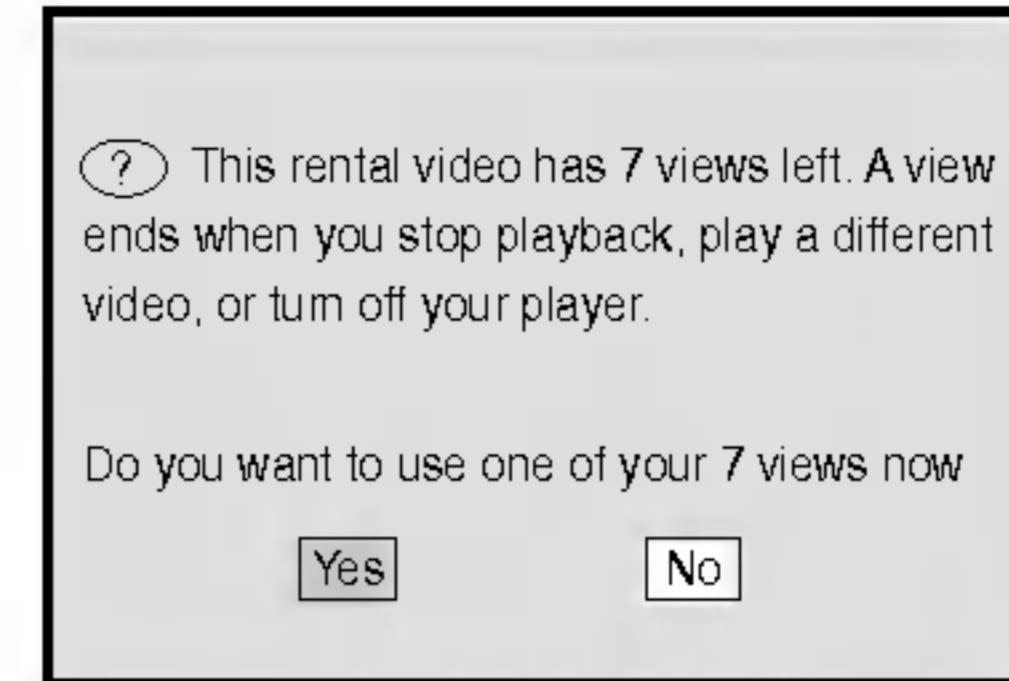 ? This rental video has 7 views left. A view
ends when you stop playback, play a different
video, or turn off your player.
Do you want to use one of your 7 views now
Yes No